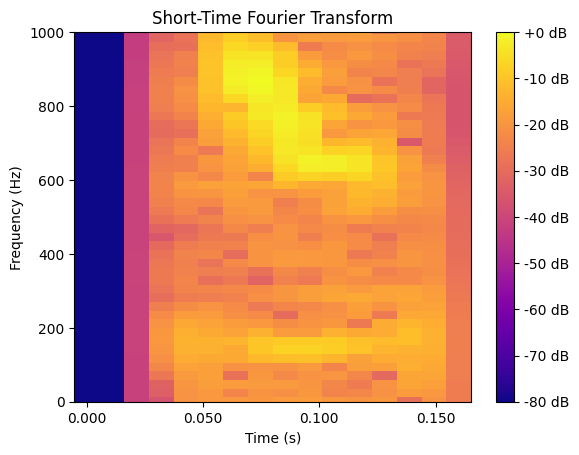 Short-Time Fourier Transform
1000
800
600
400
200
0
Frequency (Hz)
0.000
0.050
0.100
0.150
Time (s)
+0 dB
-10 dB
-20 dB
-30 dB
-40 dB
-50 dB
-60 dB
-70 dB
-80 dB